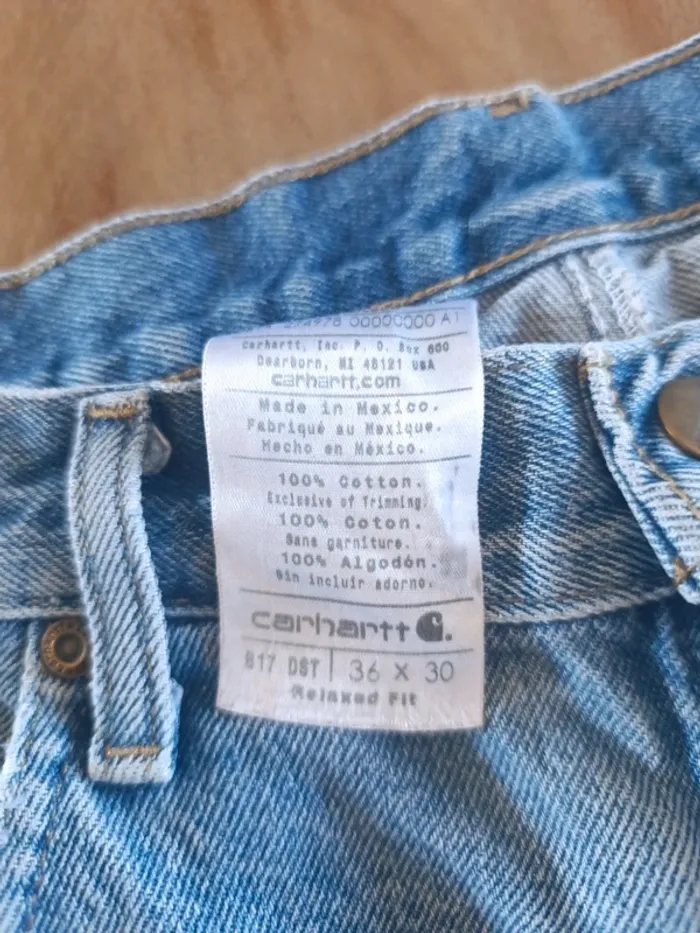 00000000 A1
carhartt, Inc. P. O. Box 600
Dearborn, MI 48121 USA
carhartt.com
Made in Mexico.
Fabriqué au Mexique.
Hecho en México.
100% Cotton.
Exclusive of Trimming.
100% Coton.
Sans garniture.
100% Algodón.
Sin incluir adorno.
carhartt
B17 DST | 36 X 30
Relaxed Fit